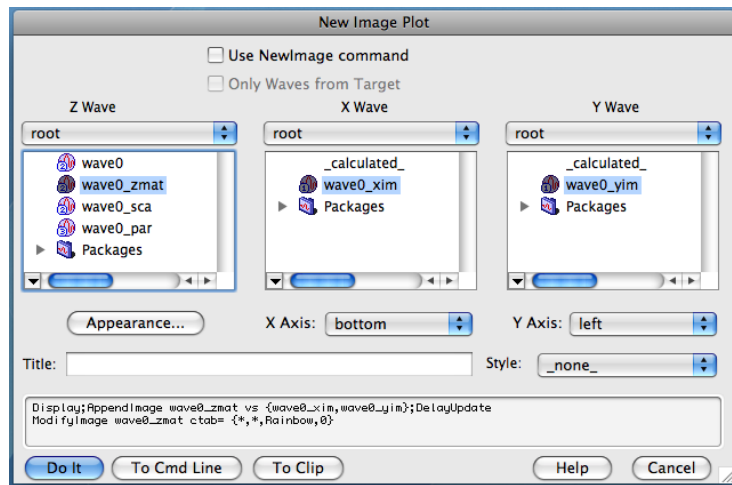 New Image Plot
Use NewImage command
Only Waves from Target
Z Wave
X Wave
Y Wave
root
root
root
wave0
wave0_zmat
wave0_sca
wave0_par
Packages
_calculated_
wave0_xim
Packages
_calculated_
wave0_yim
Packages
Appearance...
X Axis: bottom
Y Axis: left
Title:
Style: _none_
Display;AppendImage wave0_zmat vs {wave0_xim,wave0_yim};DelayUpdate
ModifyImage wave0_zmat ctab= {*,*,Rainbow,0}
Do It
To Cmd Line
To Clip
Help
Cancel